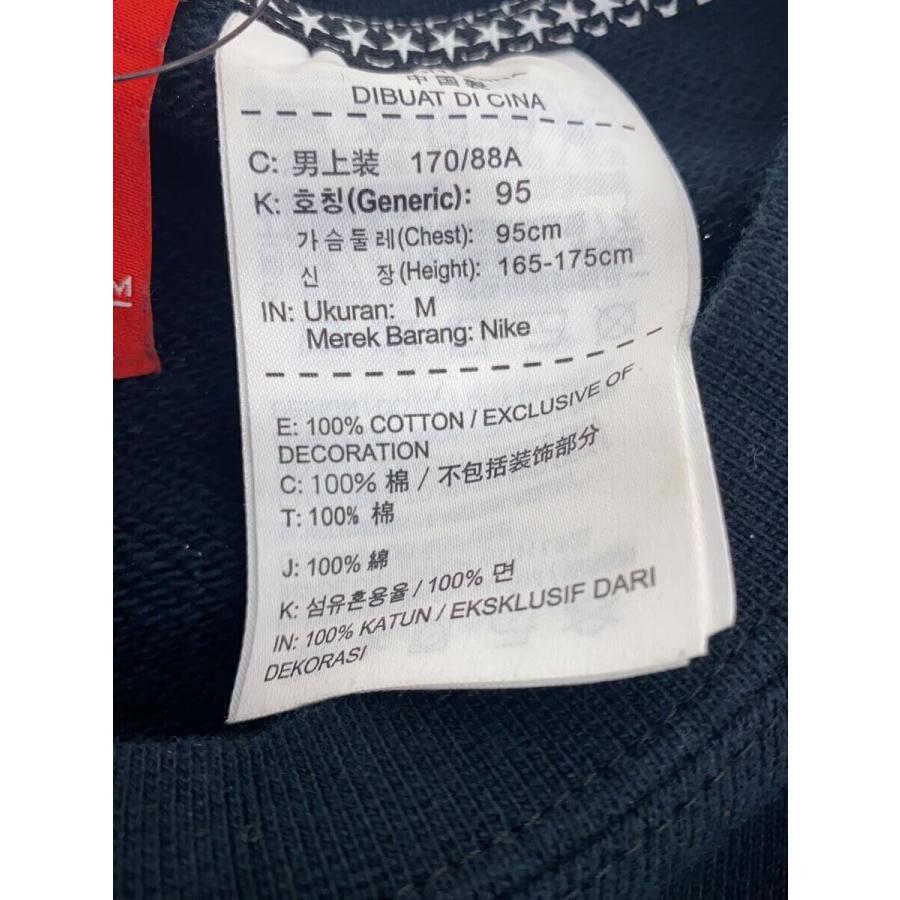 中国製
DIBUAT DI CINA
C: 男上装 170/88A
K: 호칭(Generic): 95
가슴둘레(Chest): 95cm
신 장(Height): 165-175cm
IN: Ukuran: M
Merek Barang: Nike
M
E: 100% COTTON / EXCLUSIVE OF
DECORATION
C: 100% 棉 / 不包括装饰部分
T: 100% 棉
J: 100% 綿
K: 섬유혼용율 / 100% 면
IN: 100% KATUN / EKSKLUSIF DARI
DEKORASI